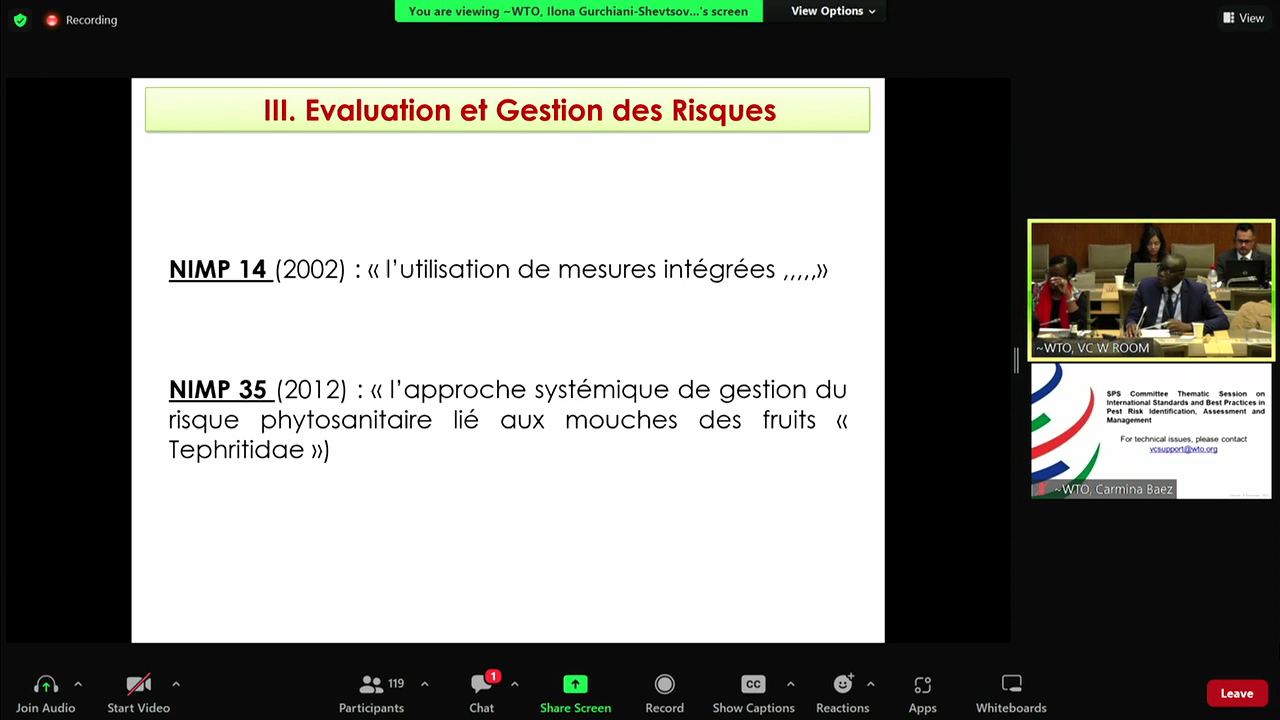 Recording
You are viewing ~WTO, Ilona Gurchiani-Shevtsov...'s screen
View Options
View
III. Evaluation et Gestion des Risques
NIMP 14 (2002) : « l’utilisation de mesures intégrées ,,,,,»
NIMP 35 (2012) : « l’approche systémique de gestion du
risque phytosanitaire lié aux mouches des fruits «
Tephritidae »)
~WTO, VC W ROOM
SPS Committee Thematic Session on
International Standards and Best Practices in
Pest Risk Identification, Assessment and
Management
For technical issues, please contact
vcsupport@wto.org
~WTO, Carmina Baez
Join Audio
Start Video
119
Participants
1
Chat
Share Screen
Record
CC
Show Captions
Reactions
Apps
Whiteboards
Leave